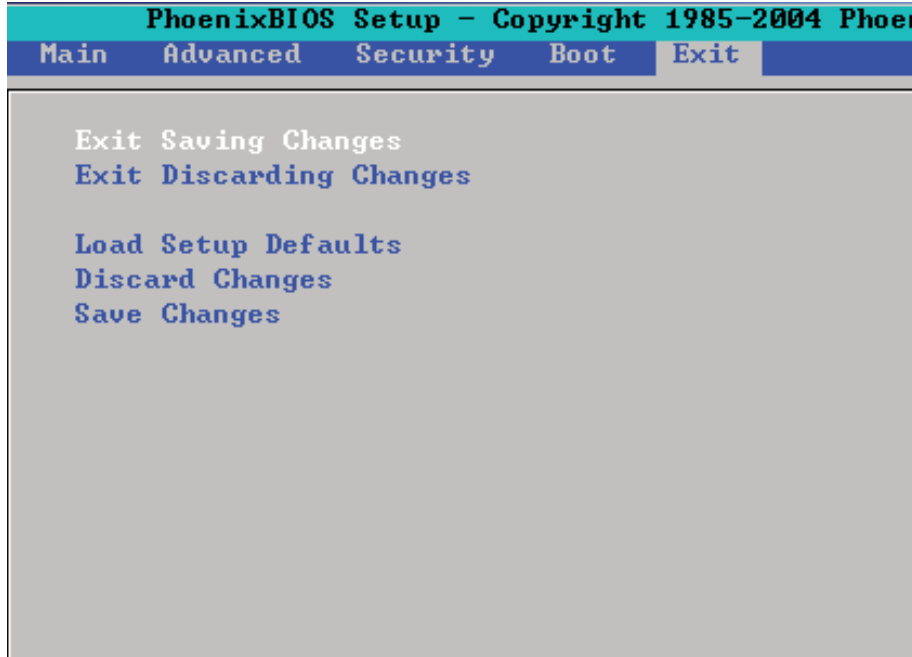 PhoenixBIOS Setup – Copyright 1985-2004
Main Advanced Security Boot Exit
Exit Saving Changes
Exit Discarding Changes
Load Setup Defaults
Discard Changes
Save Changes